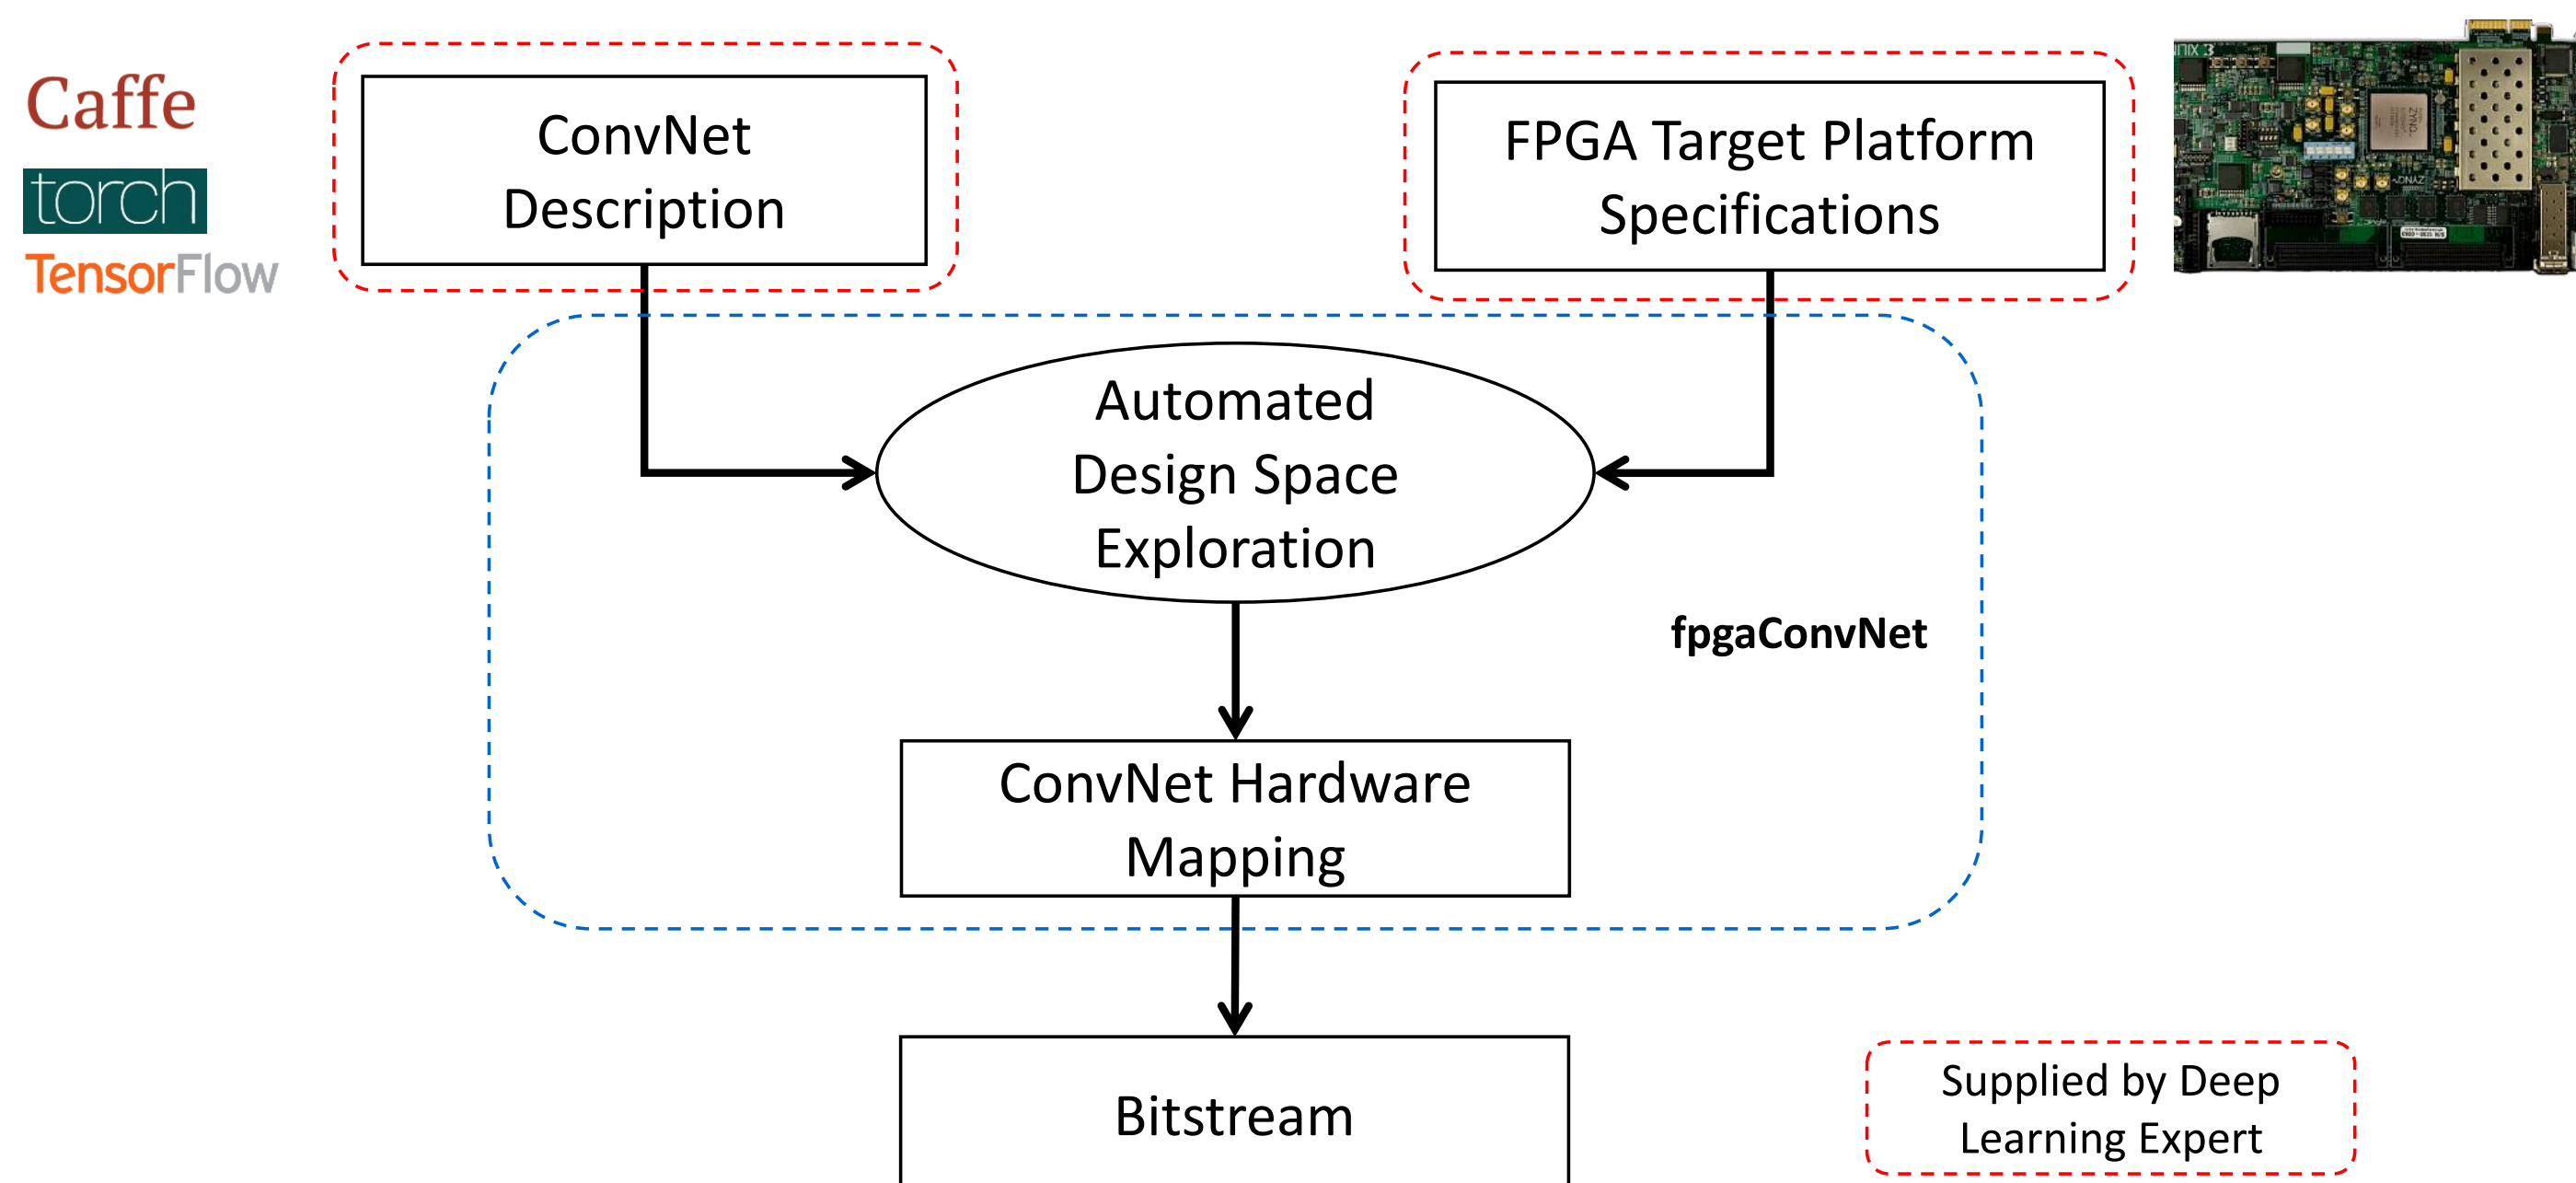 Caffe
torch
TensorFlow
ConvNet
Description
FPGA Target Platform
Specifications
Automated
Design Space
Exploration
fpgaConvNet
ConvNet Hardware
Mapping
Bitstream
Supplied by Deep
Learning Expert
ZYNQ